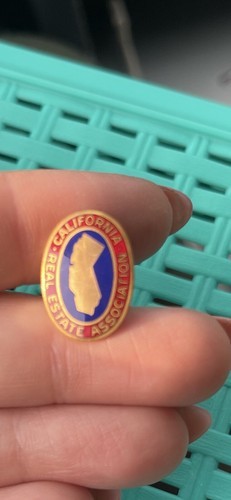 CALIFORNIA
REAL ESTATE ASSOCIATION